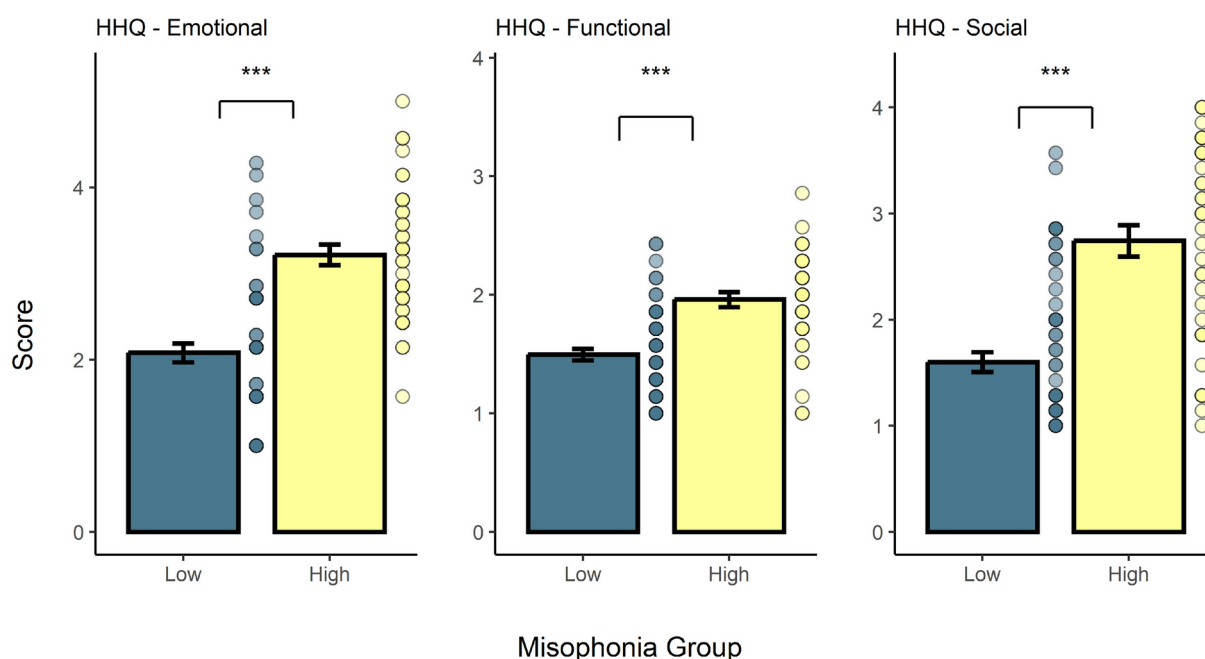 HHQ - Emotional
HHQ - Functional
HHQ - Social
***
***
***
Score
4
2
0
4
3
2
1
0
4
3
2
1
0
Low
High
Low
High
Low
High
Misophonia Group